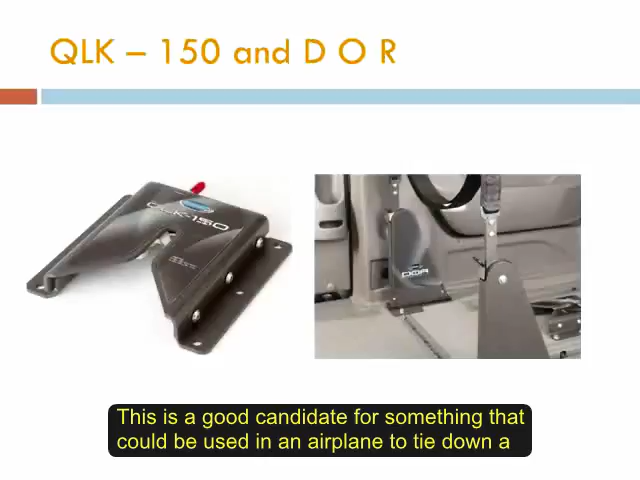 QLK – 150 and D O R
QLK-150
DOR
This is a good candidate for something that
could be used in an airplane to tie down a